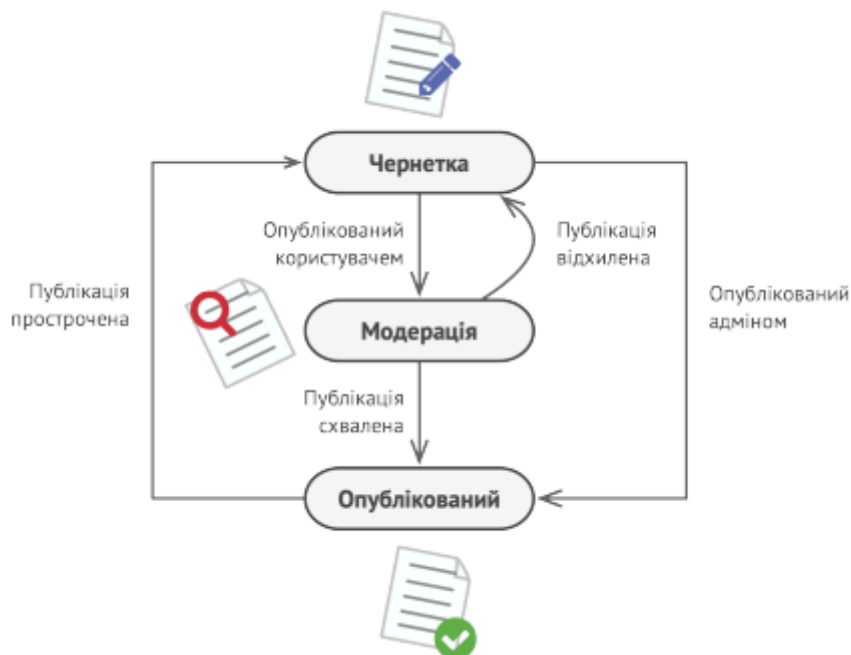 Чернетка
Опублікований
користувачем
Публікація
відхилена
Публікація
прострочена
Опублікований
адміном
Модерація
Публікація
схвалена
Опублікований